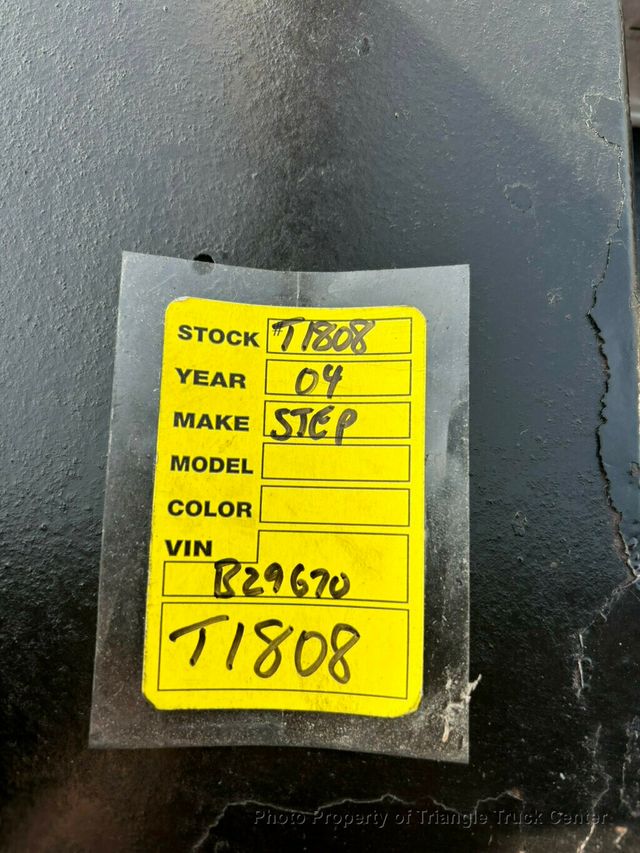 STOCK #T1808
YEAR 04
MAKE STEP
MODEL
COLOR
VIN
B29670
T1808
Photo Property of Triangle Truck Center